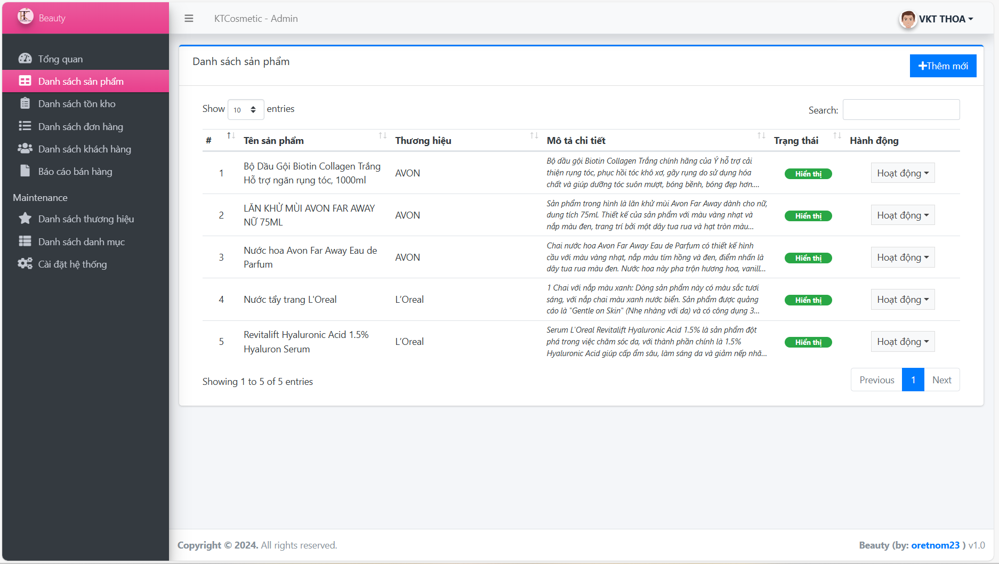 Beauty
KTCosmetic - Admin
VKT THOA
Tổng quan
Danh sách sản phẩm
Danh sách tồn kho
Danh sách đơn hàng
Danh sách khách hàng
Báo cáo bán hàng
Maintenance
Danh sách thương hiệu
Danh sách danh mục
Cài đặt hệ thống
Danh sách sản phẩm
Thêm mới
Show 10 entries
Search:
# Tên sản phẩm Thương hiệu Mô tả chi tiết Trạng thái Hành động
1
Bộ Dầu Gội Biotin Collagen Trắng
Hỗ trợ ngăn rụng tóc, 1000ml
AVON
Bộ dầu gội Biotin Collagen Trắng chính hãng của Ý hỗ trợ cải
thiện rụng tóc, phục hồi tóc khô xơ, gãy rụng do sử dụng hóa
chất và giúp dưỡng tóc suôn mượt, bóng bềnh, bóng đẹp hơn....
Hiển thị
Hoạt động
2
LĂN KHỬ MÙI AVON FAR AWAY
NỮ 75ML
AVON
Sản phẩm trong hình là lăn khử mùi Avon Far Away dành cho nữ,
dung tích 75ml. Thiết kế của sản phẩm với màu vàng nhạt và
nắp màu đen, trang trí bởi một dây tua rua và hạt tròn màu...
Hiển thị
Hoạt động
3
Nước hoa Avon Far Away Eau de
Parfum
AVON
Chai nước hoa Avon Far Away Eau de Parfum có thiết kế hình
cầu với màu vàng nhạt, nắp màu tím hồng và đen, điểm nhấn là
dây tua rua màu đen. Nước hoa này pha trộn hương hoa, vanill...
Hiển thị
Hoạt động
4
Nước tẩy trang L'Oreal
L’Oreal
1 Chai với nắp màu xanh: Dòng sản phẩm này có màu sắc tươi
sáng, với nắp chai màu xanh nước biển. Sản phẩm được quảng
cáo là "Gentle on Skin" (Nhẹ nhàng với da) và có công dụng 3...
Hiển thị
Hoạt động
5
Revitalift Hyaluronic Acid 1.5%
Hyaluron Serum
L’Oreal
Serum L'Oreal Revitalift Hyaluronic Acid 1.5% là sản phẩm đột
phá trong việc chăm sóc da, với thành phần chính là 1.5%
Hyaluronic Acid giúp cấp ẩm sâu, làm sáng da và giảm nếp nhă...
Hiển thị
Hoạt động
Showing 1 to 5 of 5 entries
Previous 1 Next
Copyright © 2024. All rights reserved.
Beauty (by: oretnom23 ) v1.0